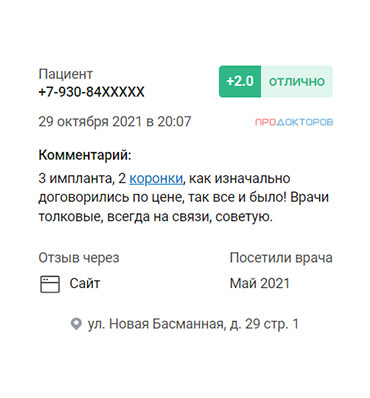 Пациент
+7-930-84XXXXX
+2.0 ОТЛИЧНО
29 октября 2021 в 20:07
ПРОДОКТОРОВ
Комментарий:
3 импланта, 2 коронки, как изначально
договорились по цене, так все и было! Врачи
толковые, всегда на связи, советую.
Отзыв через
Посетили врача
Сайт
Май 2021
ул. Новая Басманная, д. 29 стр. 1